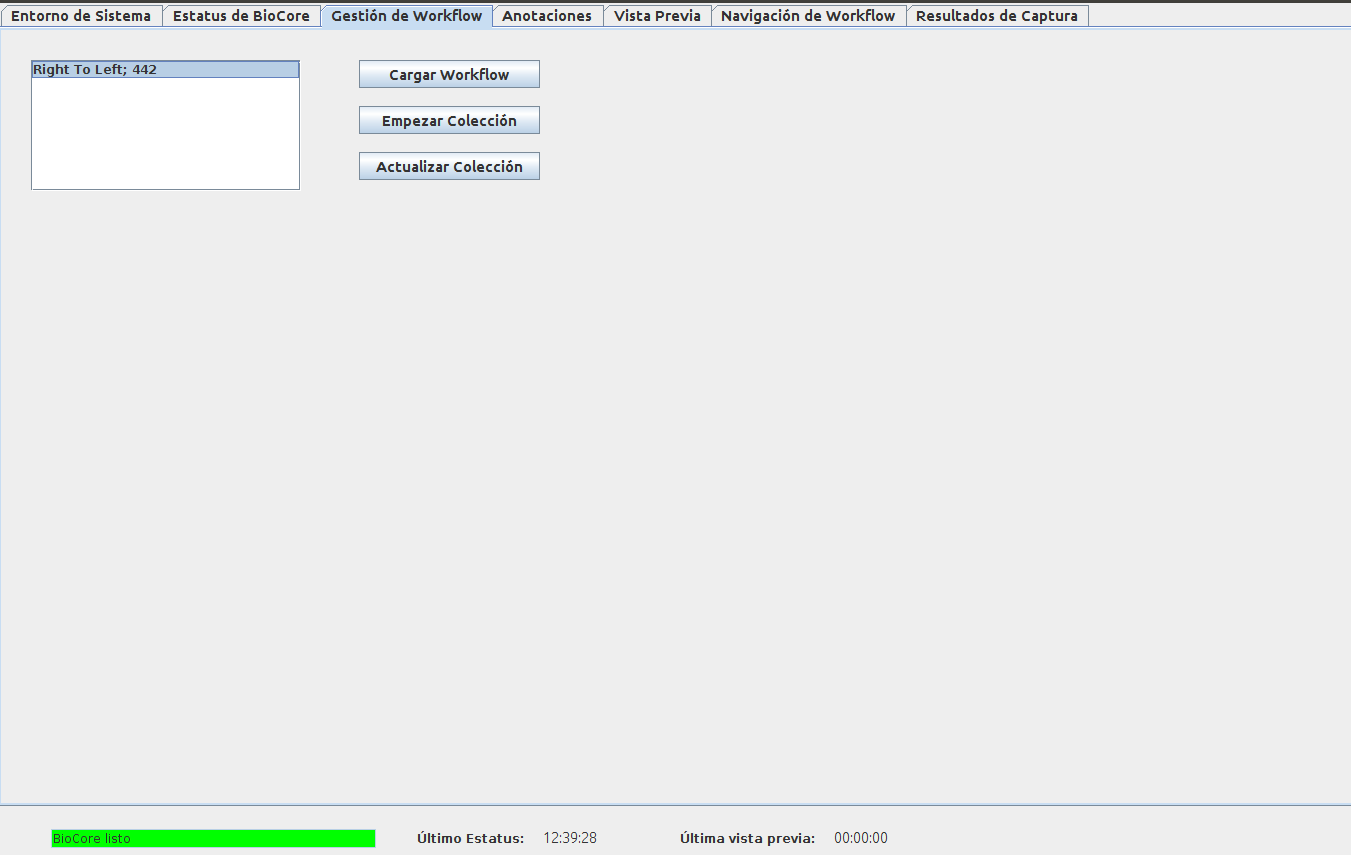 Entorno de Sistema Estatus de BioCore Gestión de Workflow Anotaciones Vista Previa Navigación de Workflow Resultados de Captura
Right To Left; 442
Cargar Workflow
Empezar Colección
Actualizar Colección
BioCore listo Último Estatus: 12:39:28 Última vista previa: 00:00:00